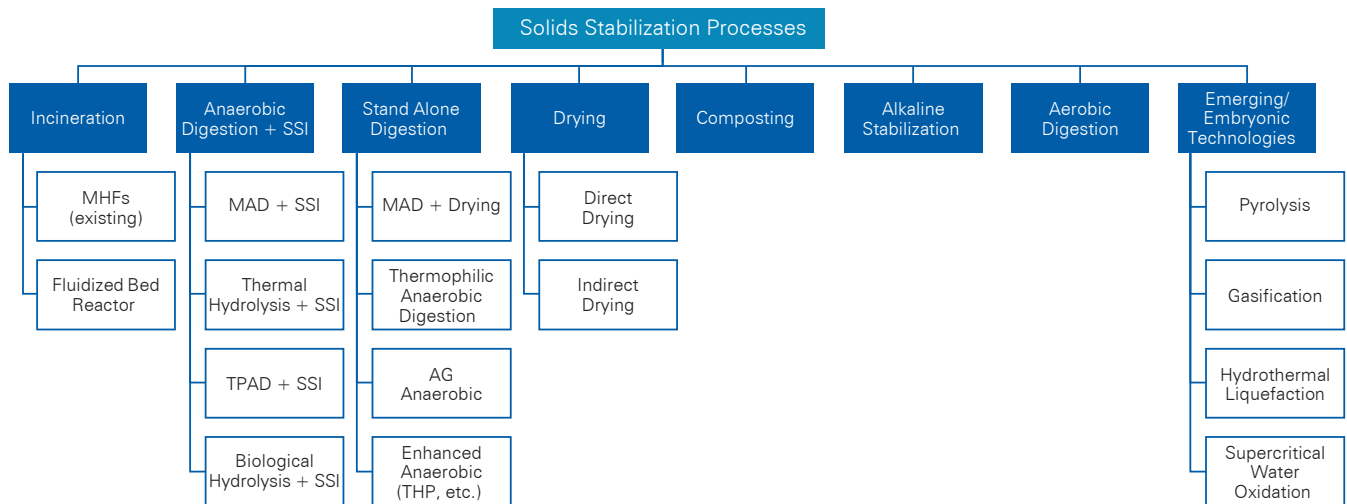 Solids Stabilization Processes
Incineration
Anaerobic
Digestion + SSI
Stand Alone
Digestion
Drying
Composting
Alkaline
Stabilization
Aerobic
Digestion
Emerging/
Embryonic
Technologies
MHFs
(existing)
Fluidized Bed
Reactor
MAD + SSI
Thermal
Hydrolysis + SSI
TPAD + SSI
Biological
Hydrolysis + SSI
MAD + Drying
Thermophilic
Anaerobic
Digestion
AG
Anaerobic
Enhanced
Anaerobic
(THP, etc.)
Direct
Drying
Indirect
Drying
Pyrolysis
Gasification
Hydrothermal
Liquefaction
Supercritical
Water
Oxidation